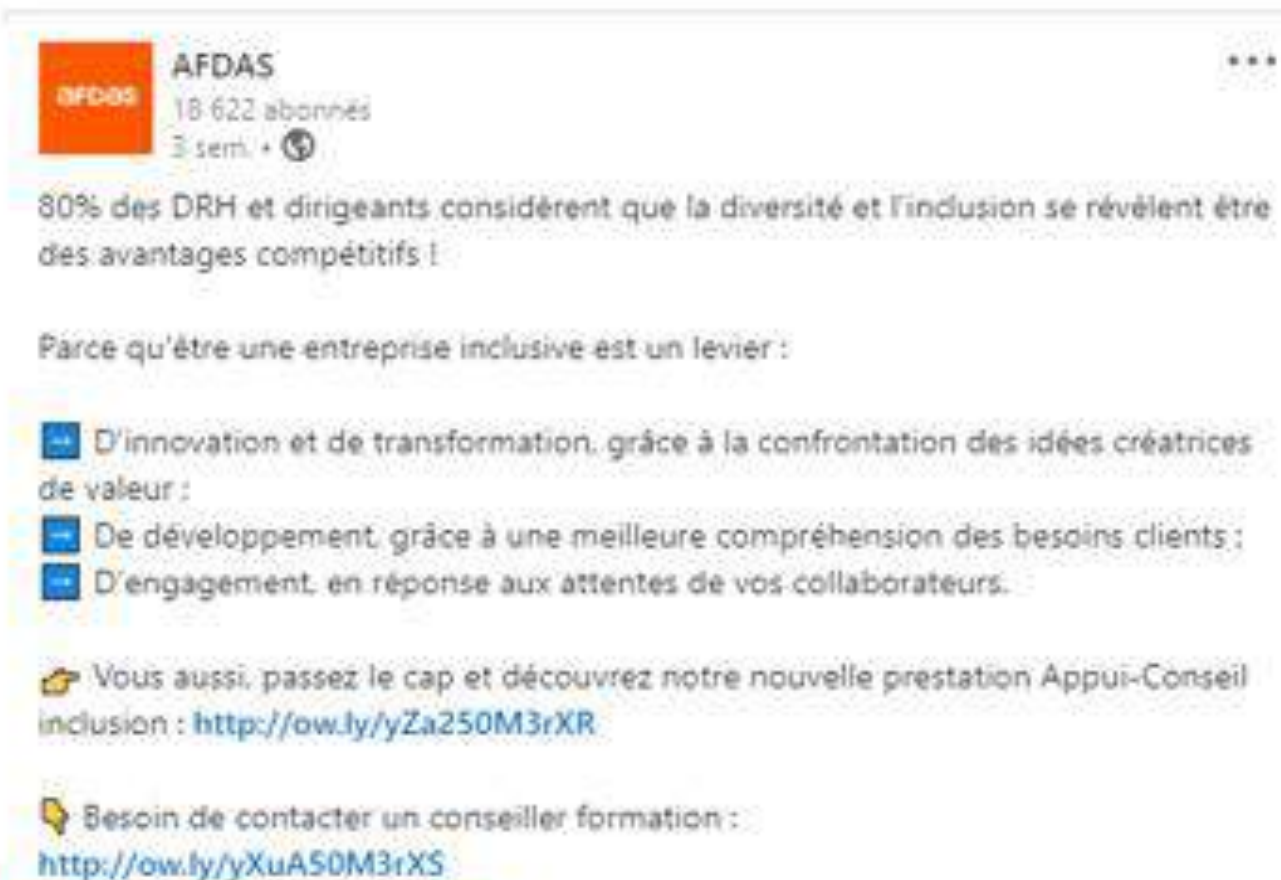 afdas
AFDAS
18 622 abonnés
3 sem. •
80% des DRH et dirigeants considèrent que la diversité et l'inclusion se révèlent être
des avantages compétitifs !
Parce qu'être une entreprise inclusive est un levier :
➡ D'innovation et de transformation, grâce à la confrontation des idées créatrices
de valeur ;
➡ De développement, grâce à une meilleure compréhension des besoins clients ;
➡ D'engagement, en réponse aux attentes de vos collaborateurs.
👉 Vous aussi, passez le cap et découvrez notre nouvelle prestation Appui-Conseil
inclusion : http://ow.ly/yZa250M3rXR
👇 Besoin de contacter un conseiller formation :
http://ow.ly/yXuA50M3rXS